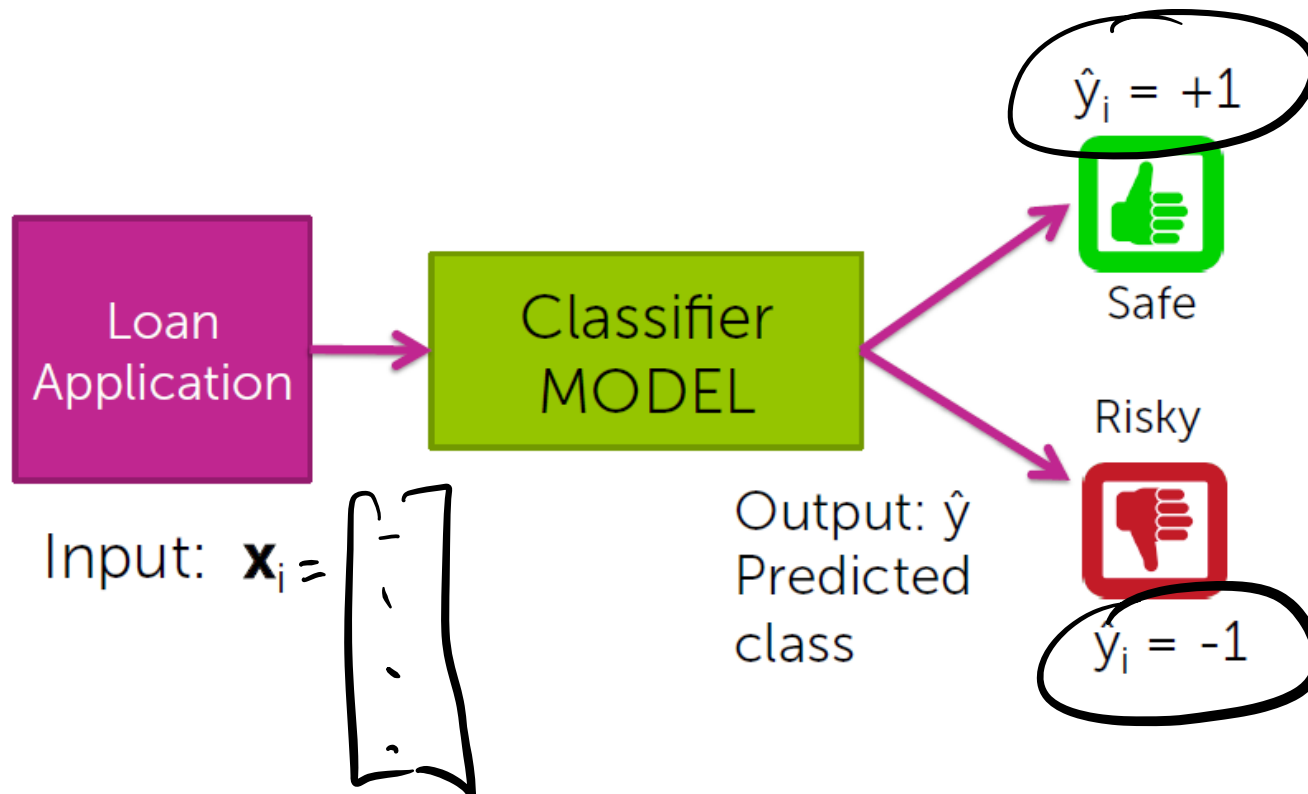 ŷi = +1
Safe
Loan
Application
Classifier
MODEL
Risky
Input: xi =
Output: ŷ
Predicted
class
ŷi = -1